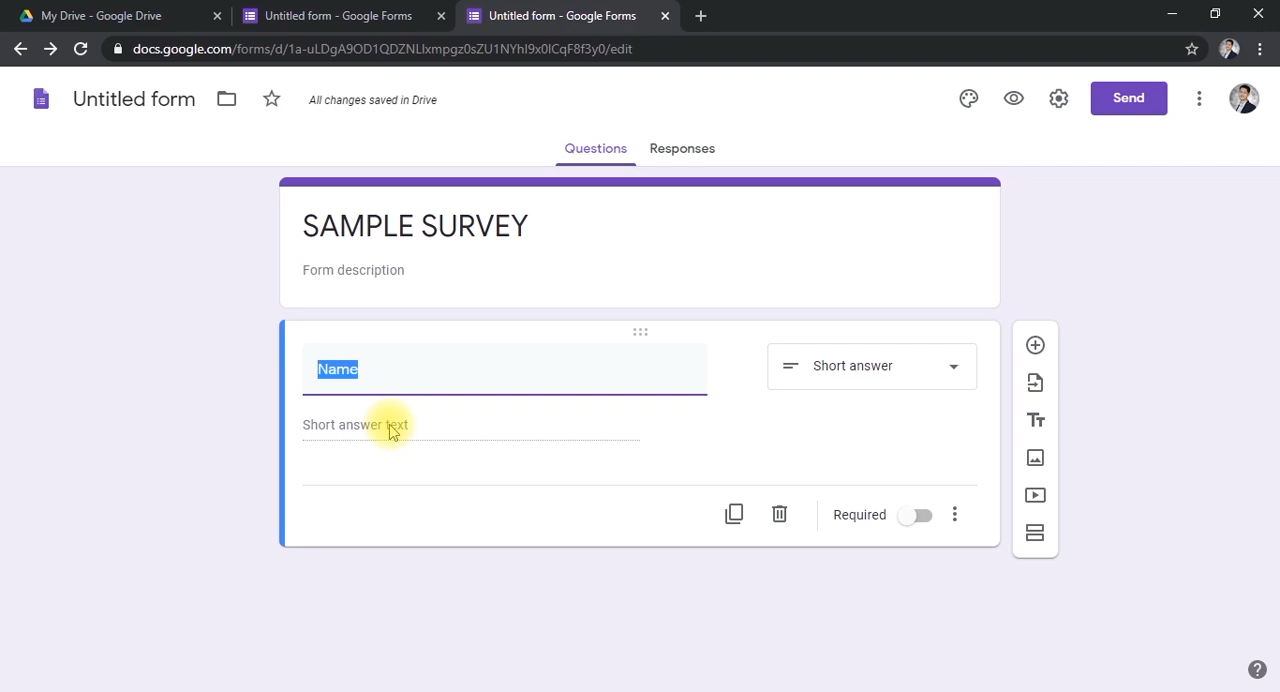 My Drive - Google Drive
Untitled form - Google Forms
Untitled form - Google Forms
docs.google.com/forms/d/1a-uLDgA9OD1QDZNLlxmpgz0sZU1NYhI9x0ICqF8f3y0/edit
Untitled form
All changes saved in Drive
Send
Questions
Responses
SAMPLE SURVEY
Form description
Name
Short answer
Short answer text
Required